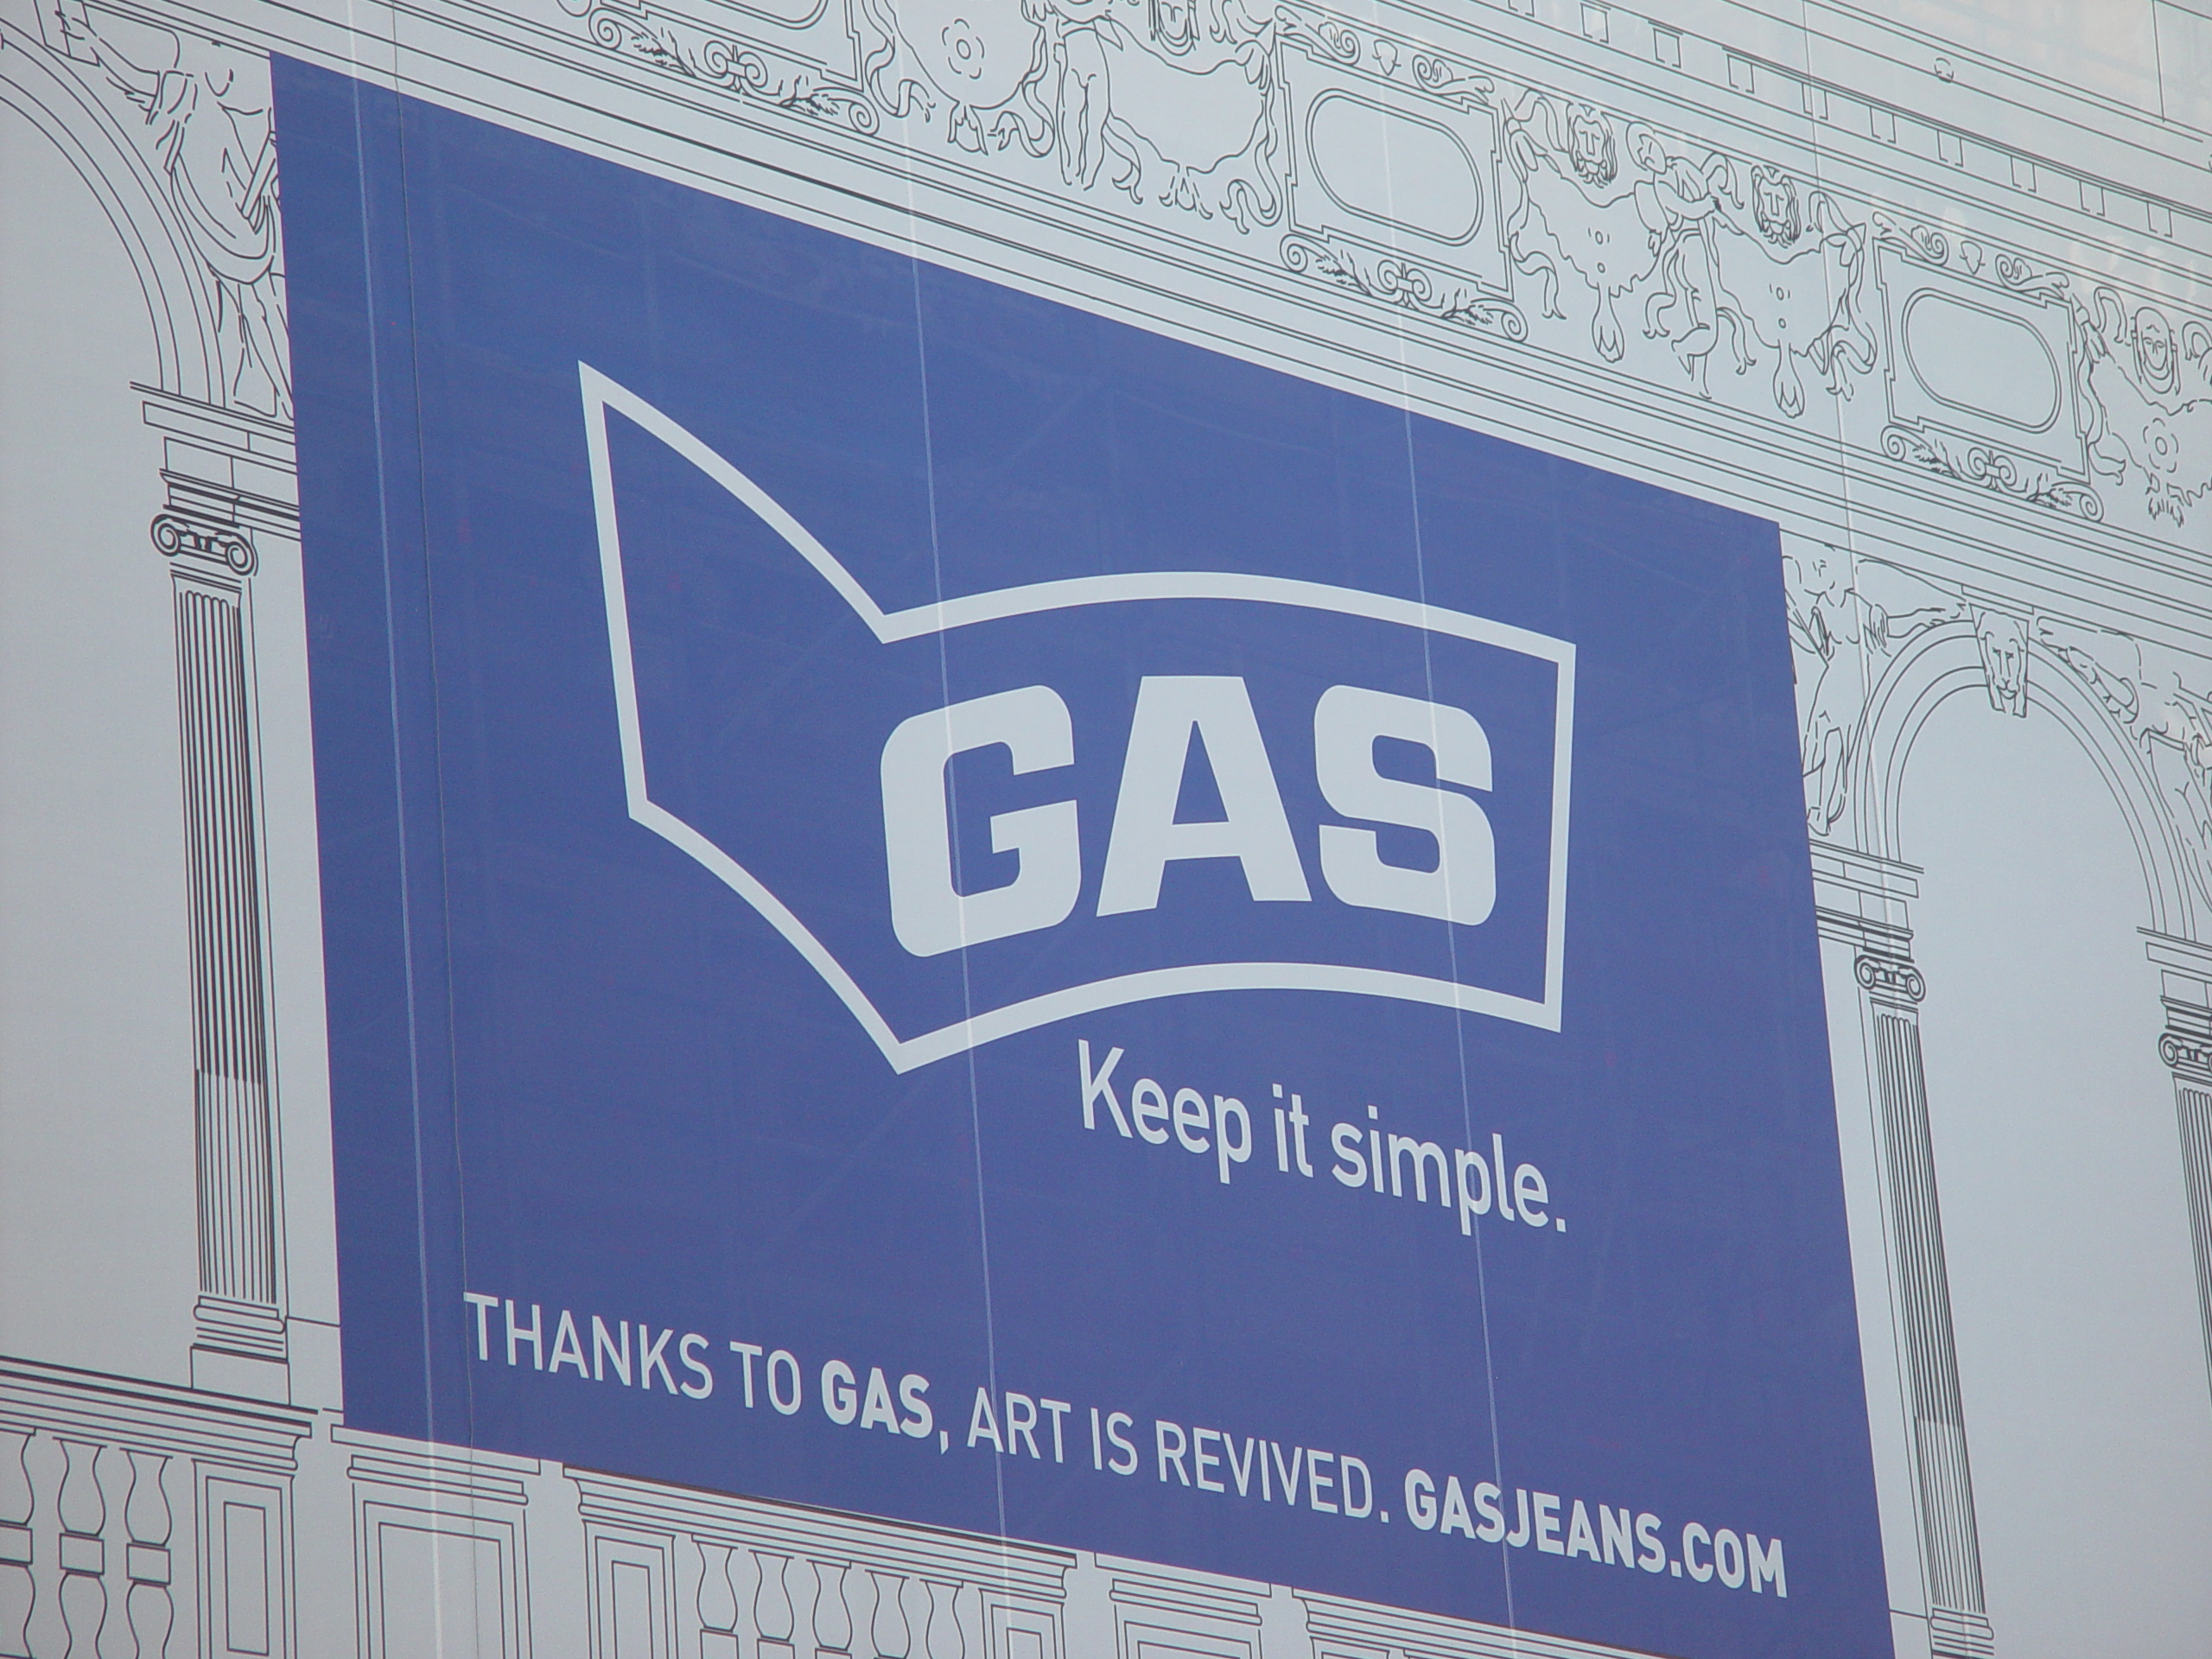 GAS
Keep it simple.
THANKS TO GAS, ART IS REVIVED. GASJEANS.COM